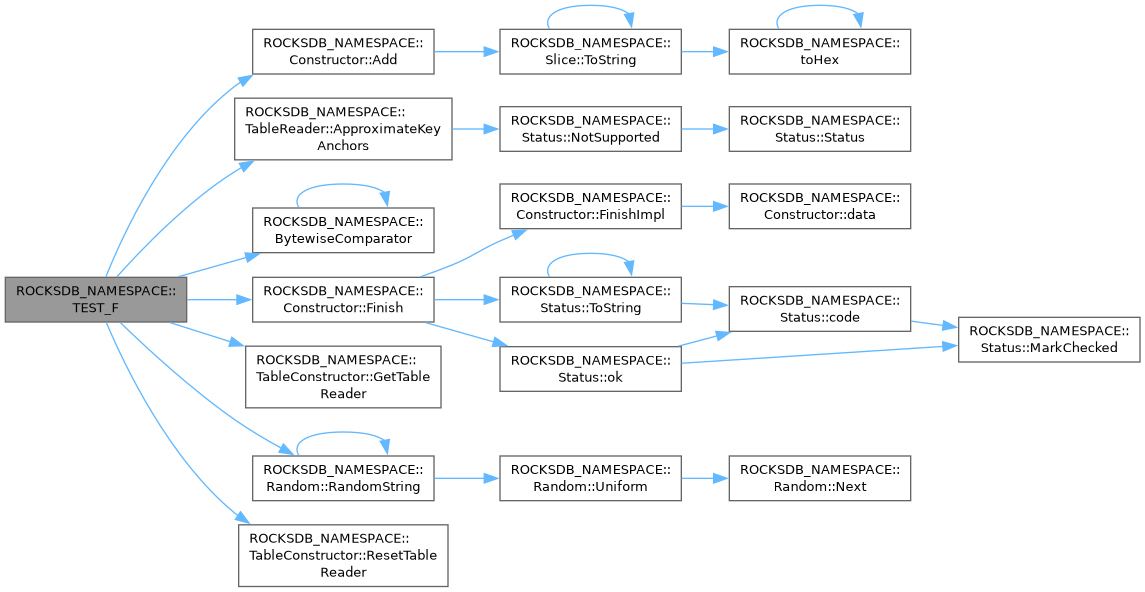 ROCKSDB_NAMESPACE::
TEST_F
ROCKSDB_NAMESPACE::
Constructor::Add
ROCKSDB_NAMESPACE::
Slice::ToString
ROCKSDB_NAMESPACE::
toHex
ROCKSDB_NAMESPACE::
TableReader::ApproximateKey
Anchors
ROCKSDB_NAMESPACE::
Status::NotSupported
ROCKSDB_NAMESPACE::
Status::Status
ROCKSDB_NAMESPACE::
BytewiseComparator
ROCKSDB_NAMESPACE::
Constructor::Finish
ROCKSDB_NAMESPACE::
Constructor::FinishImpl
ROCKSDB_NAMESPACE::
Constructor::data
ROCKSDB_NAMESPACE::
Status::ToString
ROCKSDB_NAMESPACE::
Status::code
ROCKSDB_NAMESPACE::
Status::MarkChecked
ROCKSDB_NAMESPACE::
Status::ok
ROCKSDB_NAMESPACE::
TableConstructor::GetTable
Reader
ROCKSDB_NAMESPACE::
Random::RandomString
ROCKSDB_NAMESPACE::
Random::Uniform
ROCKSDB_NAMESPACE::
Random::Next
ROCKSDB_NAMESPACE::
TableConstructor::ResetTable
Reader